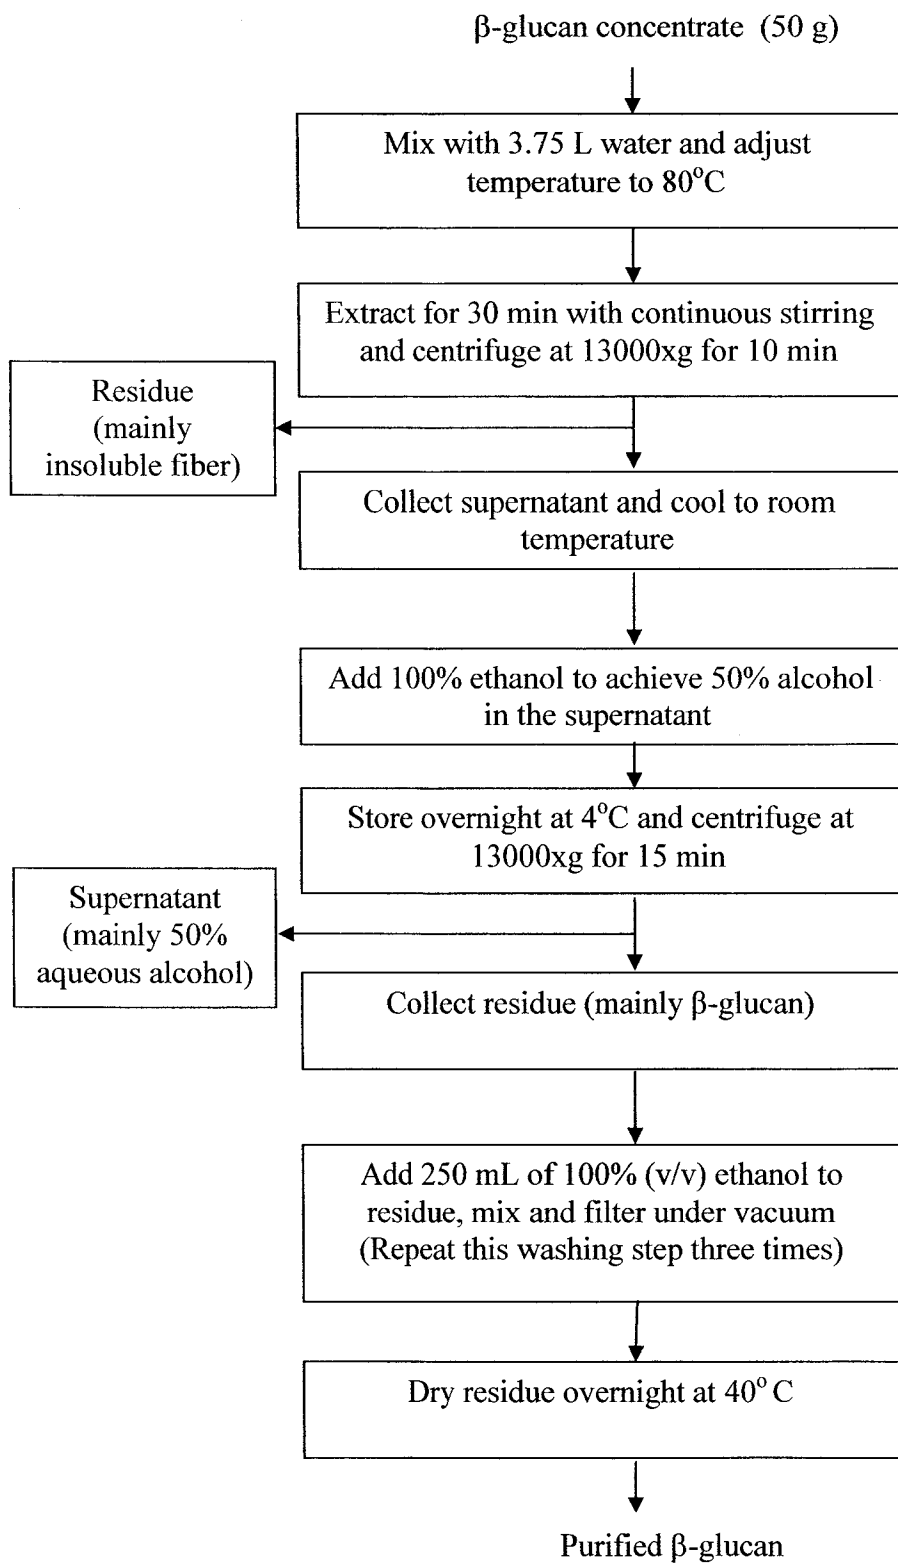 β-glucan concentrate (50 g)
Mix with 3.75 L water and adjust
temperature to 80°C
Extract for 30 min with continuous stirring
and centrifuge at 13000xg for 10 min
Residue
(mainly
insoluble fiber)
Collect supernatant and cool to room
temperature
Add 100% ethanol to achieve 50% alcohol
in the supernatant
Store overnight at 4°C and centrifuge at
13000xg for 15 min
Supernatant
(mainly 50%
aqueous alcohol)
Collect residue (mainly β-glucan)
Add 250 mL of 100% (v/v) ethanol to
residue, mix and filter under vacuum
(Repeat this washing step three times)
Dry residue overnight at 40° C
Purified β-glucan